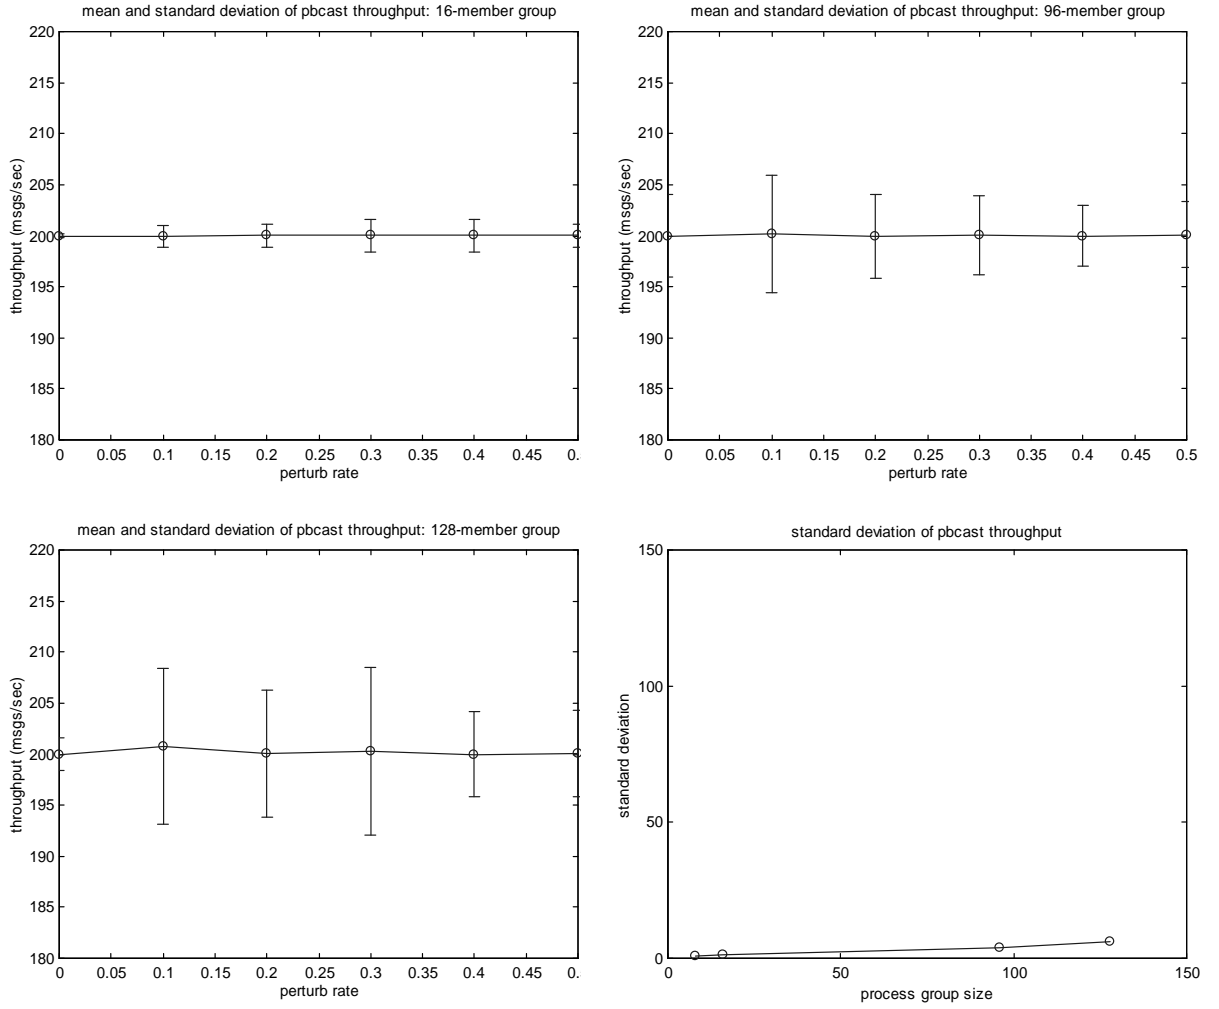 mean and standard deviation of pbcast throughput: 16-member group
220
215
210
205
200
195
190
185
180
throughput (msgs/sec)
0 0.05 0.1 0.15 0.2 0.25 0.3 0.35 0.4 0.45 0.
perturb rate
mean and standard deviation of pbcast throughput: 96-member group
220
215
210
205
200
195
190
185
180
throughput (msgs/sec)
0 0.05 0.1 0.15 0.2 0.25 0.3 0.35 0.4 0.45 0.5
perturb rate
mean and standard deviation of pbcast throughput: 128-member group
220
215
210
205
200
195
190
185
180
throughput (msgs/sec)
0 0.05 0.1 0.15 0.2 0.25 0.3 0.35 0.4 0.45 0.
perturb rate
standard deviation of pbcast throughput
150
100
50
0
standard deviation
0 50 100 150
process group size